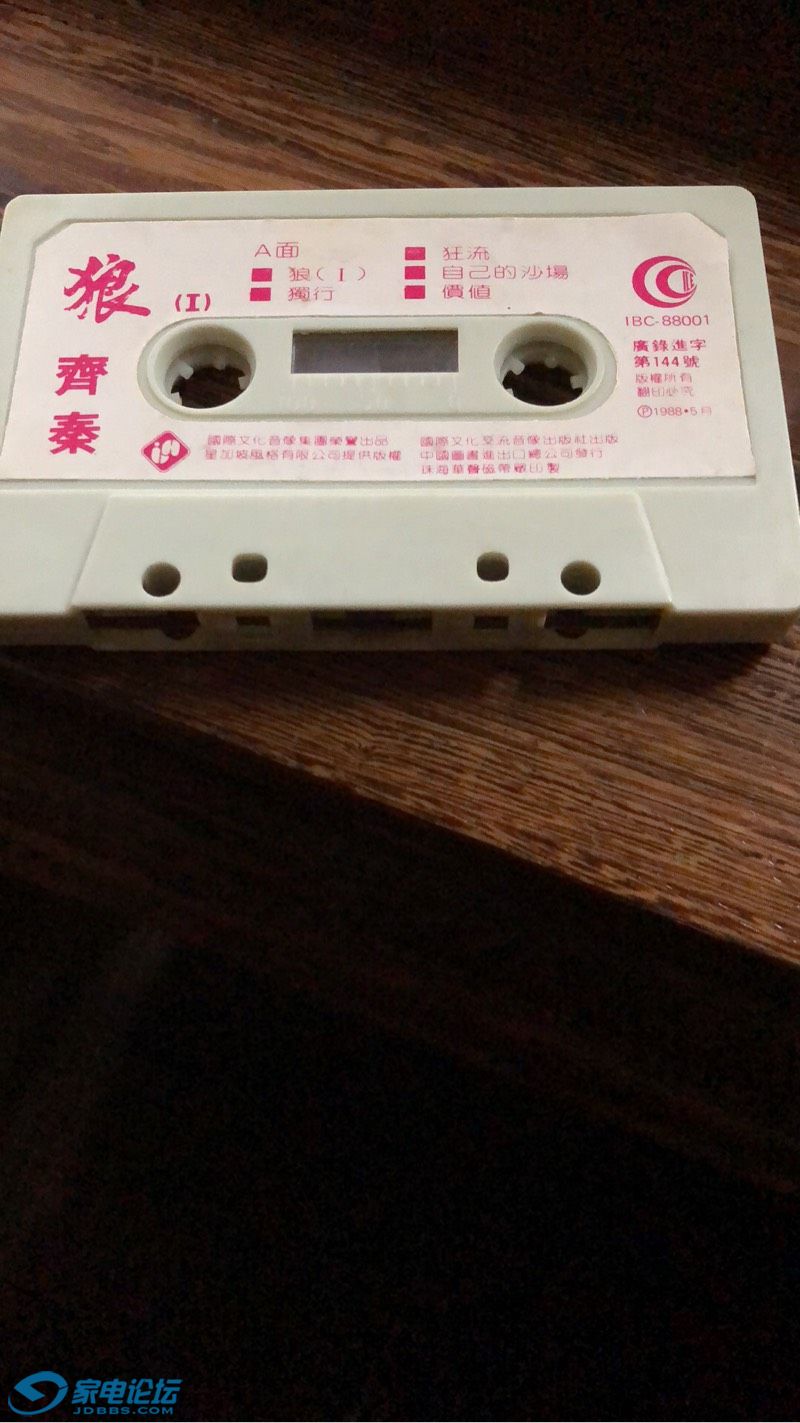 狼
(I)
齊
秦
A面
■ 狼(I)
■ 獨行
■ 狂流
■ 自己的沙場
■ 價值
IBC-88001
廣錄進字
第144號
版權所有
翻印必究
Ⓟ1988·5月
國際文化音像集團榮譽出品
星加坡風格有限公司提供版權
國際文化交流音像出版社出版
中國圖書進出口總公司發行
珠海華聲磁帶廠印製
家电论坛
JDBBS.COM